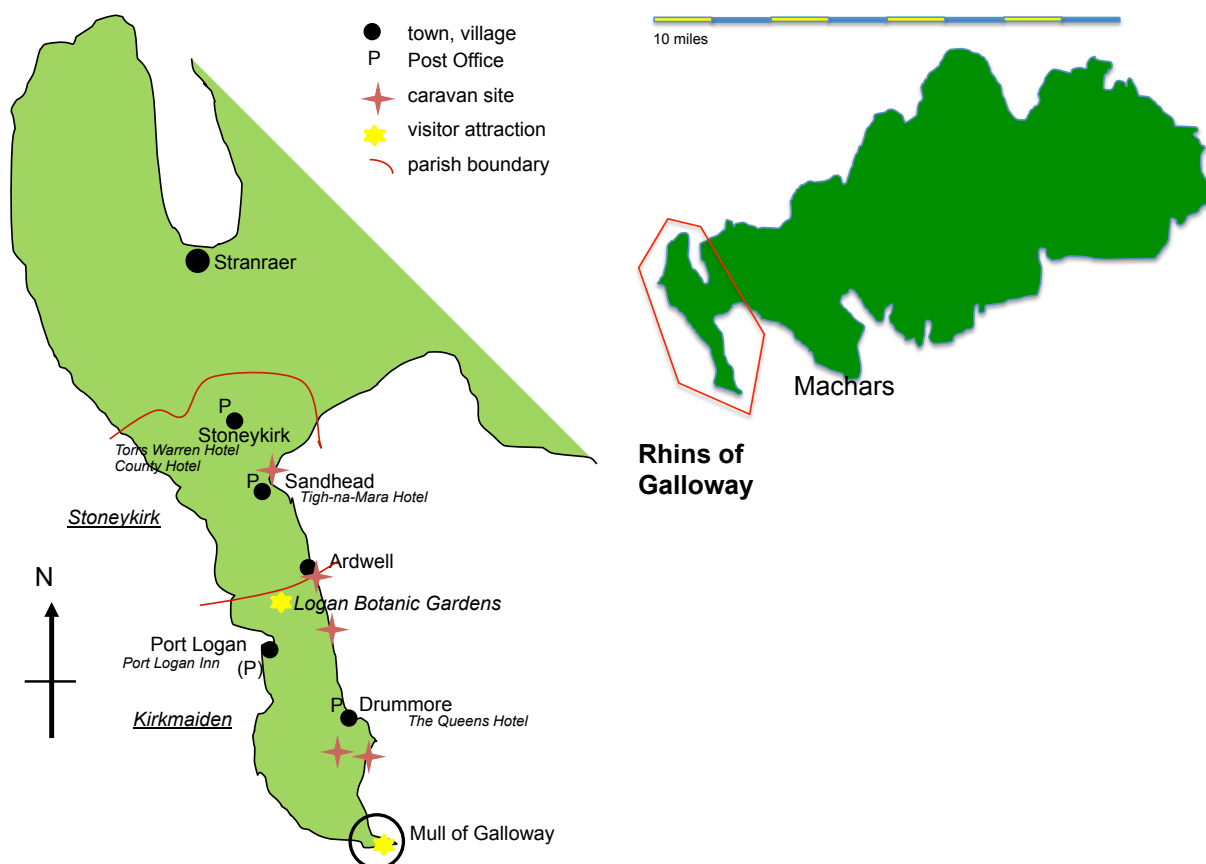 town, village
P Post Office
caravan site
visitor attraction
parish boundary
10 miles
Stranraer
P
Stoneykirk
Torrs Warren Hotel
County Hotel
P Sandhead
Tigh-na-Mara Hotel
Stoneykirk
Ardwell
Logan Botanic Gardens
N
Port Logan
Port Logan Inn (P)
Kirkmaiden
P Drummore
The Queens Hotel
Mull of Galloway
Machars
Rhins of
Galloway